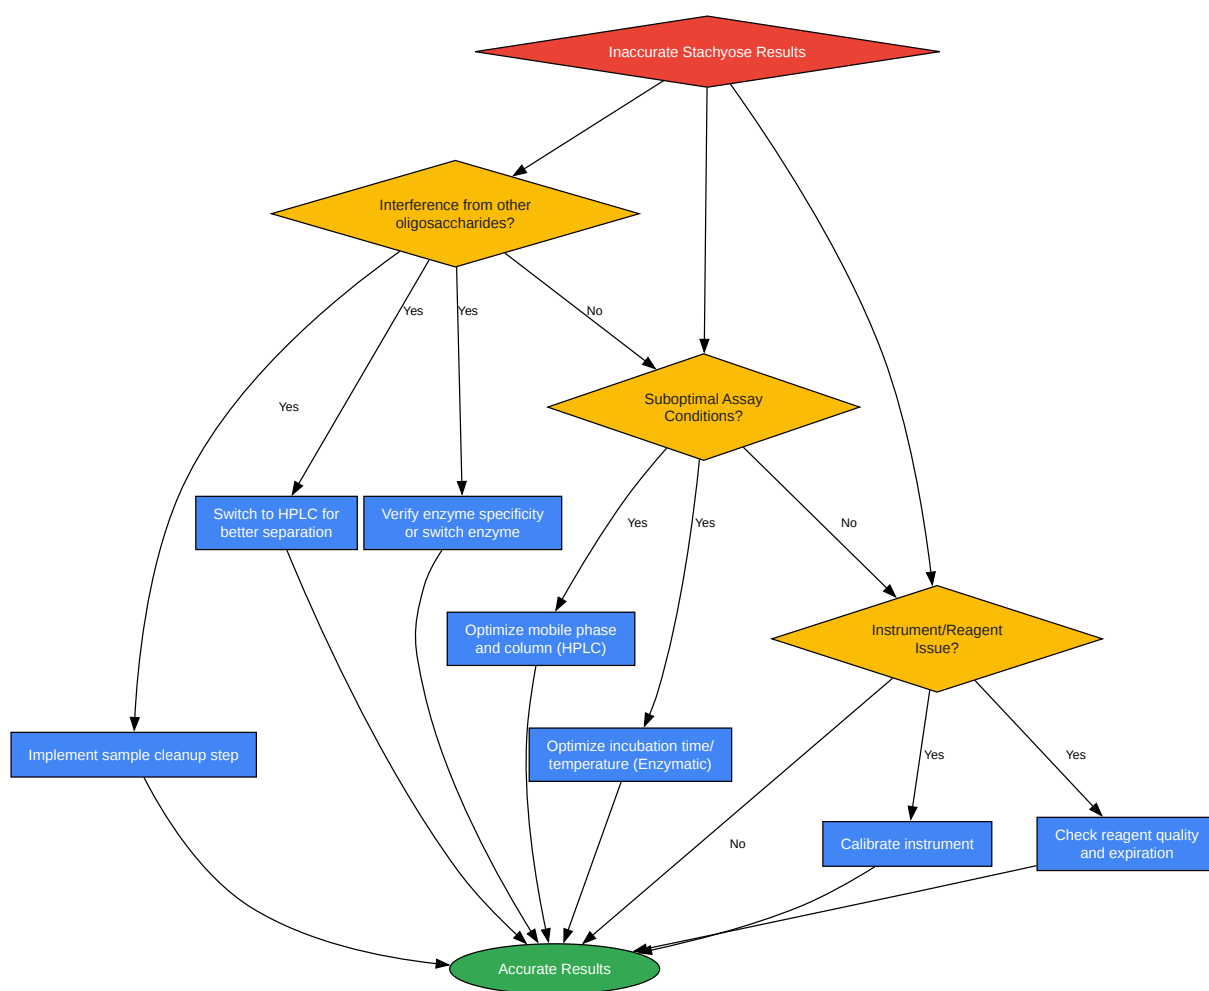 Inaccurate Stachyose Results
Interference from other
oligosaccharides?
Yes
Yes
No
Yes
Suboptimal Assay
Conditions?
Switch to HPLC for
better separation
Verify enzyme specificity
or switch enzyme
Yes
Yes
No
Optimize mobile phase
and column (HPLC)
Instrument/Reagent
Issue?
Implement sample cleanup step
Optimize incubation time/
temperature (Enzymatic)
Yes
Yes
No
Calibrate instrument
Check reagent quality
and expiration
Accurate Results